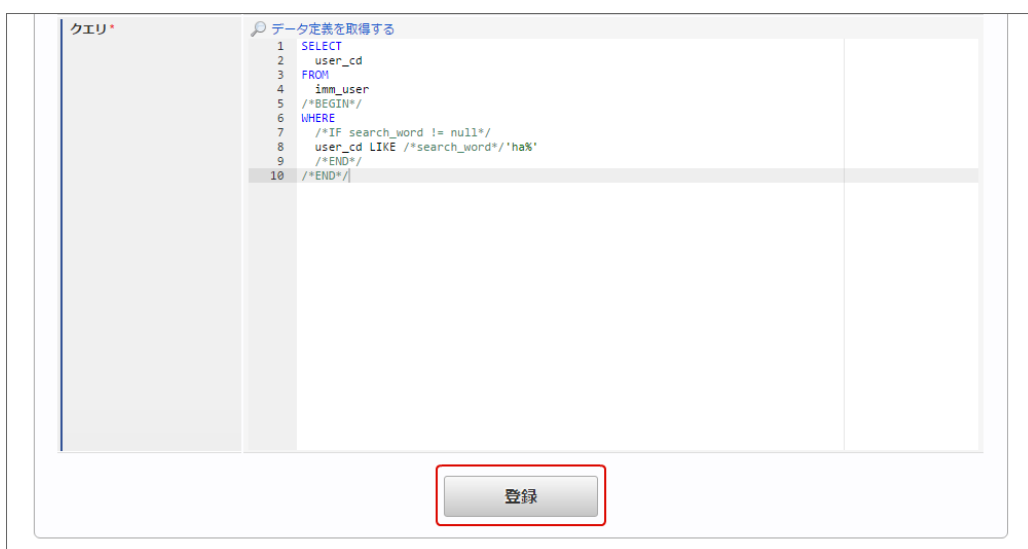 クエリ*
データ定義を取得する
1 SELECT
2   user_cd
3 FROM
4   imm_user
5 /*BEGIN*/
6 WHERE
7   /*IF search_word != null*/
8   user_cd LIKE /*search_word*/'ha%'
9   /*END*/
10 /*END*/
登録